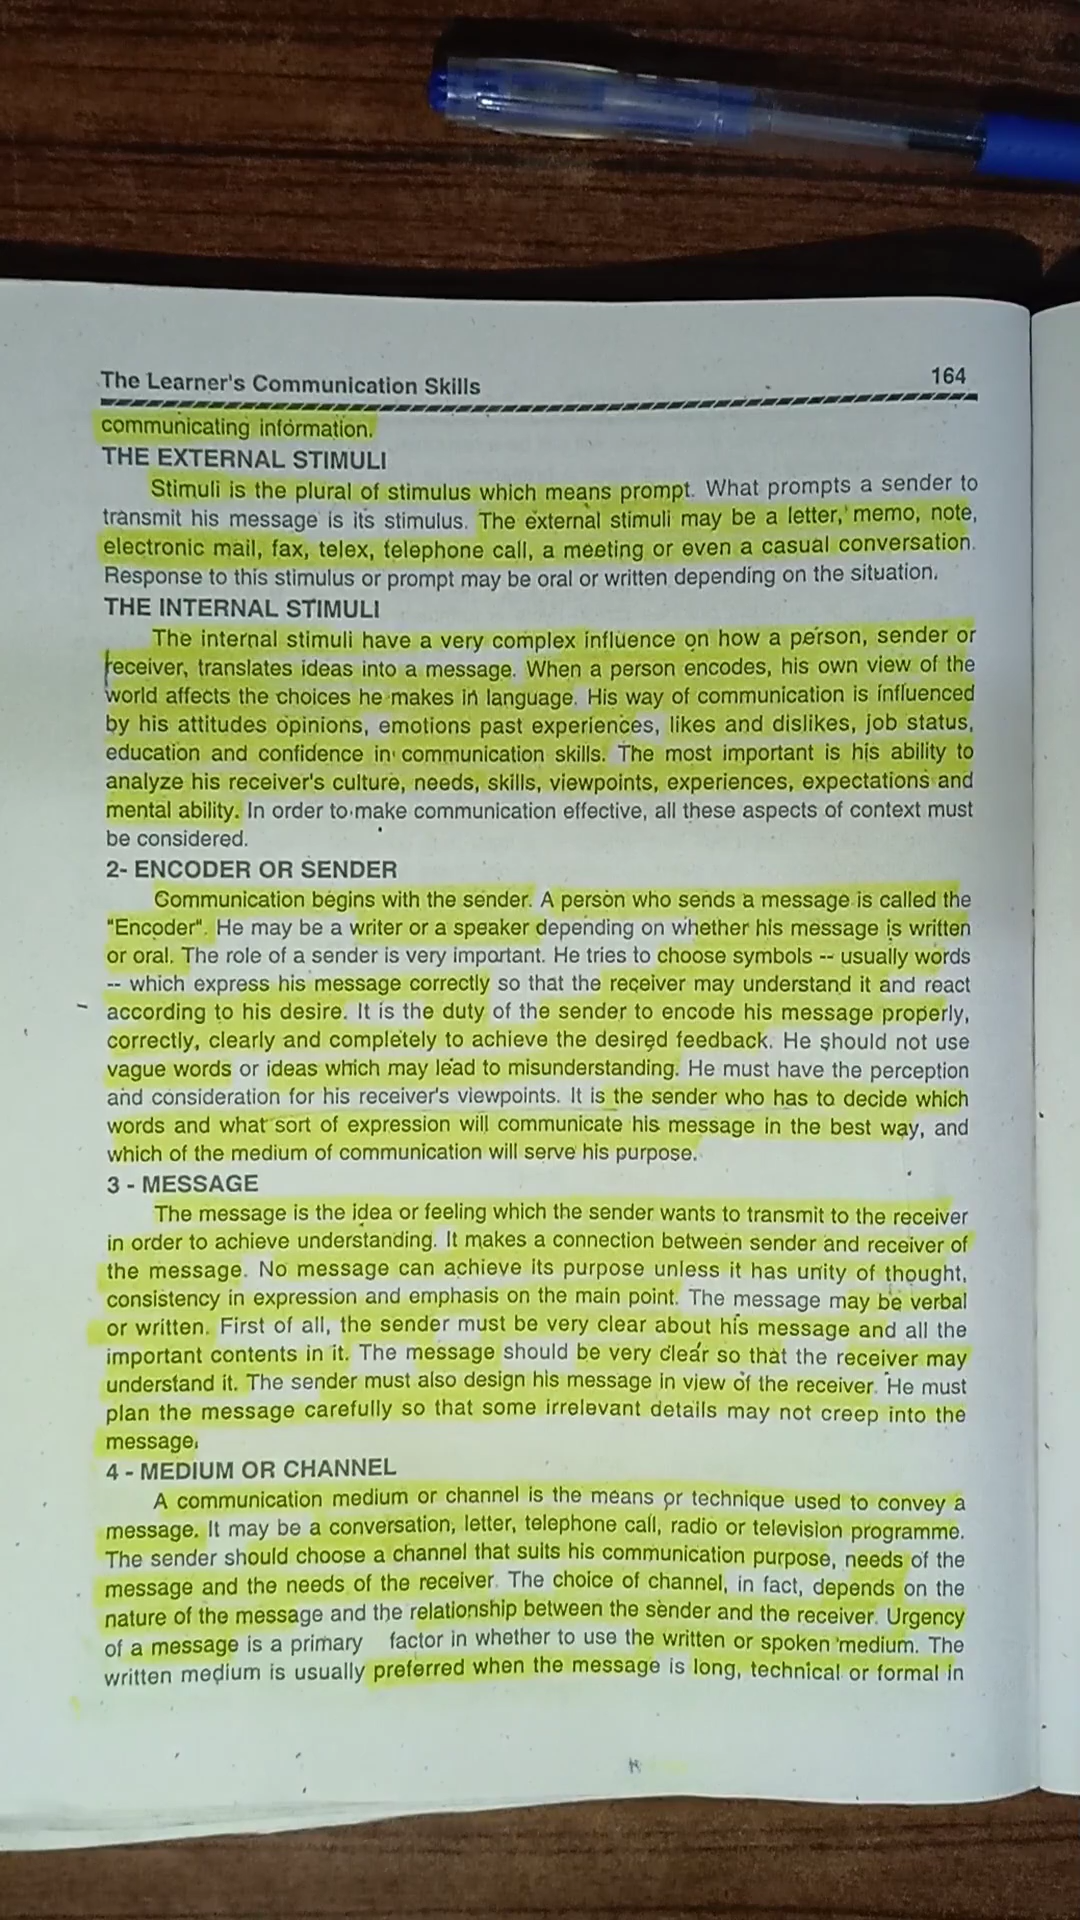 The Learner's Communication Skills 164
communicating information.
THE EXTERNAL STIMULI
Stimuli is the plural of stimulus which means prompt. What prompts a sender to
transmit his message is its stimulus. The external stimuli may be a letter, memo, note,
electronic mail, fax, telex, telephone call, a meeting or even a casual conversation.
Response to this stimulus or prompt may be oral or written depending on the situation.
THE INTERNAL STIMULI
The internal stimuli have a very complex influence on how a person, sender or
receiver, translates ideas into a message. When a person encodes, his own view of the
world affects the choices he makes in language. His way of communication is influenced
by his attitudes opinions, emotions past experiences, likes and dislikes, job status,
education and confidence in communication skills. The most important is his ability to
analyze his receiver's culture, needs, skills, viewpoints, experiences, expectations and
mental ability. In order to make communication effective, all these aspects of context must
be considered.
2- ENCODER OR SENDER
Communication begins with the sender. A person who sends a message is called the
"Encoder". He may be a writer or a speaker depending on whether his message is written
or oral. The role of a sender is very important. He tries to choose symbols -- usually words
-- which express his message correctly so that the receiver may understand it and react
according to his desire. It is the duty of the sender to encode his message properly,
correctly, clearly and completely to achieve the desired feedback. He should not use
vague words or ideas which may lead to misunderstanding. He must have the perception
and consideration for his receiver's viewpoints. It is the sender who has to decide which
words and what sort of expression will communicate his message in the best way, and
which of the medium of communication will serve his purpose.
3 - MESSAGE
The message is the idea or feeling which the sender wants to transmit to the receiver
in order to achieve understanding. It makes a connection between sender and receiver of
the message. No message can achieve its purpose unless it has unity of thought,
consistency in expression and emphasis on the main point. The message may be verbal
or written. First of all, the sender must be very clear about his message and all the
important contents in it. The message should be very clear so that the receiver may
understand it. The sender must also design his message in view of the receiver. He must
plan the message carefully so that some irrelevant details may not creep into the
message.
4 - MEDIUM OR CHANNEL
A communication medium or channel is the means or technique used to convey a
message. It may be a conversation, letter, telephone call, radio or television programme.
The sender should choose a channel that suits his communication purpose, needs of the
message and the needs of the receiver. The choice of channel, in fact, depends on the
nature of the message and the relationship between the sender and the receiver. Urgency
of a message is a primary factor in whether to use the written or spoken medium. The
written medium is usually preferred when the message is long, technical or formal in